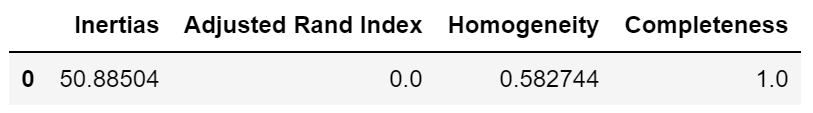 Inertias Adjusted Rand Index Homogeneity Completeness
0 50.88504 0.0 0.582744 1.0